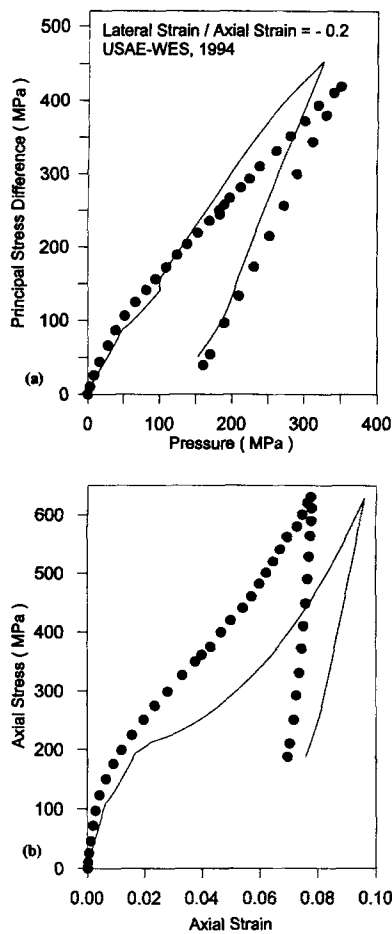 500
Lateral Strain / Axial Strain = - 0.2
USAE-WES, 1994
400
300
200
100
0
Principal Stress Difference ( MPa )
(a)
0 100 200 300 400
Pressure ( MPa )
600
500
400
300
200
100
0
Axial Stress ( MPa )
(b)
0.00 0.02 0.04 0.06 0.08 0.10
Axial Strain